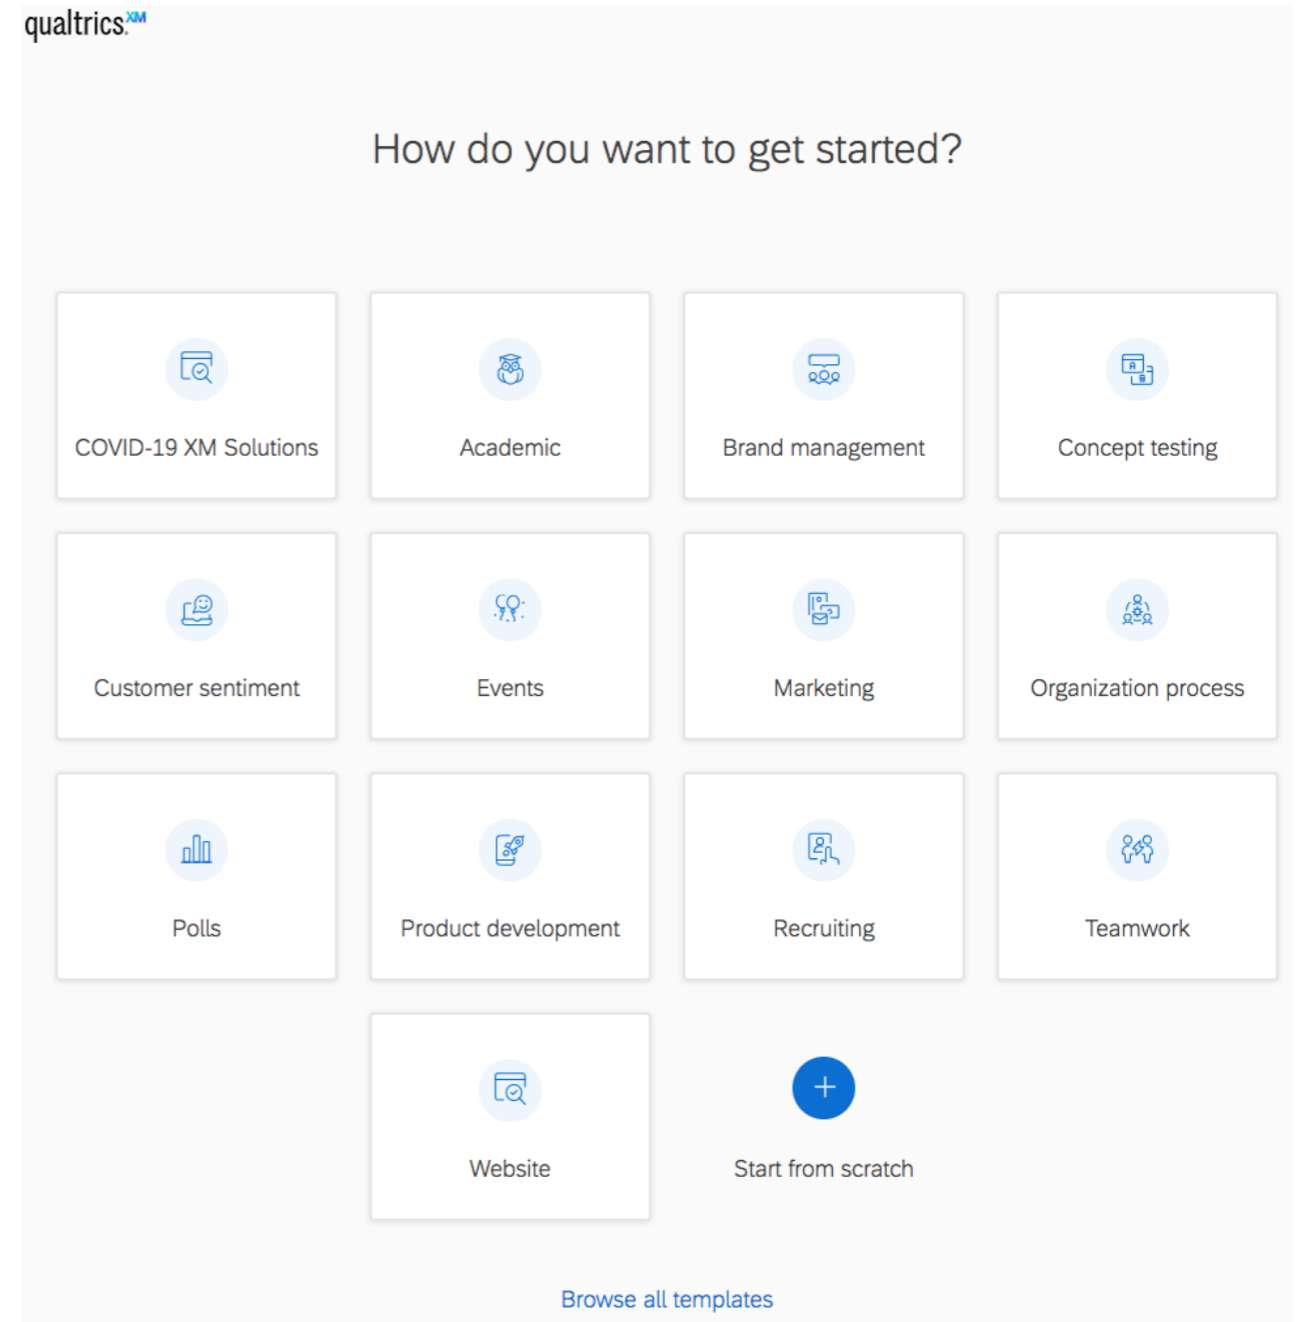 qualtrics.XM
How do you want to get started?
COVID-19 XM Solutions
Academic
Brand management
Concept testing
Customer sentiment
Events
Marketing
Organization process
Polls
Product development
Recruiting
Teamwork
Website
Start from scratch
Browse all templates